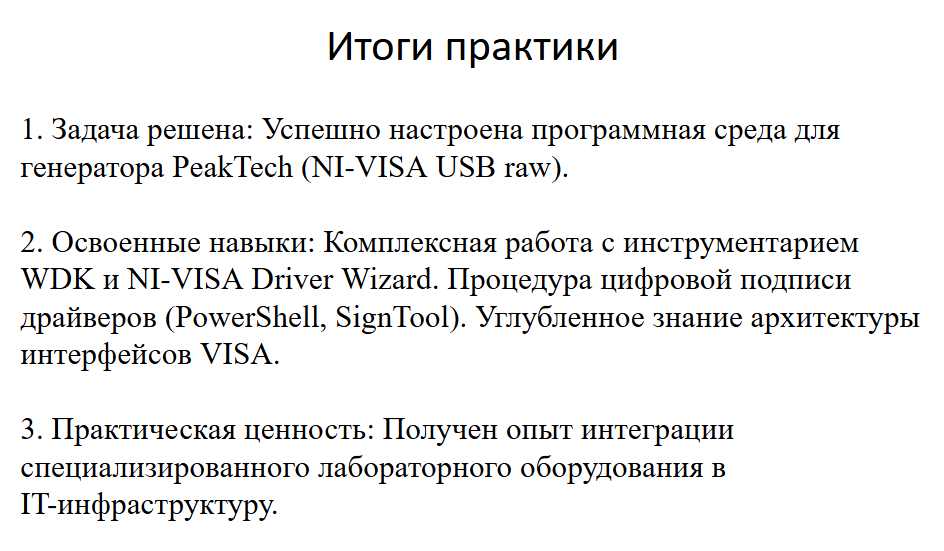 Итоги практики
1. Задача решена: Успешно настроена программная среда для
генератора PeakTech (NI-VISA USB raw).
2. Освоенные навыки: Комплексная работа с инструментарием
WDK и NI-VISA Driver Wizard. Процедура цифровой подписи
драйверов (PowerShell, SignTool). Углубленное знание архитектуры
интерфейсов VISA.
3. Практическая ценность: Получен опыт интеграции
специализированного лабораторного оборудования в
IT-инфраструктуру.